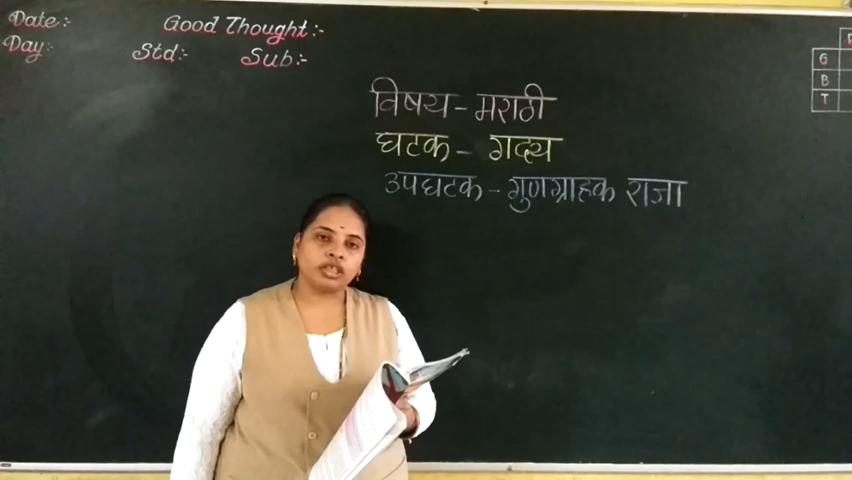 Date:- Good Thought:-
Day:- Std:- Sub:-
विषय - मराठी
घटक - गद्य
उपघटक - गुणग्राहक राजा
G
B
T